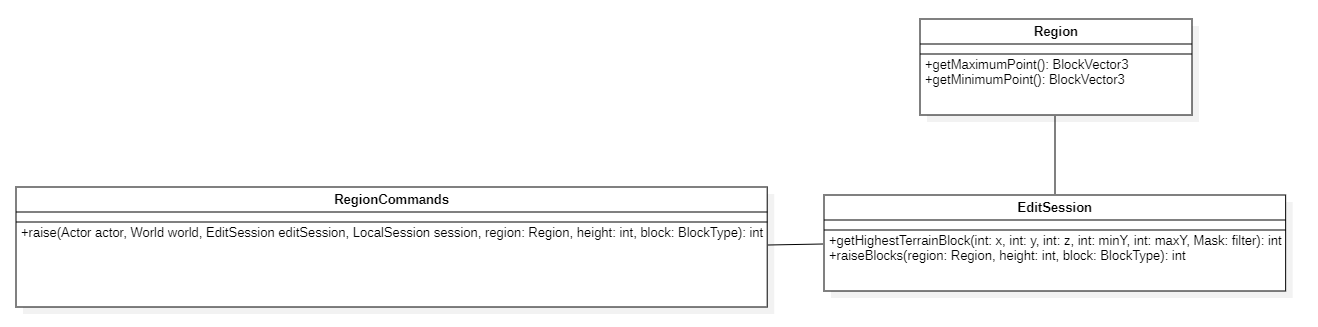 Region
+getMaximumPoint(): BlockVector3
+getMinimumPoint(): BlockVector3
RegionCommands
+raise(Actor actor, World world, EditSession editSession, LocalSession session, region: Region, height: int, block: BlockType): int
EditSession
+getHighestTerrainBlock(int: x, int: y, int: z, int: minY, int: maxY, Mask: filter): int
+raiseBlocks(region: Region, height: int, block: BlockType): int